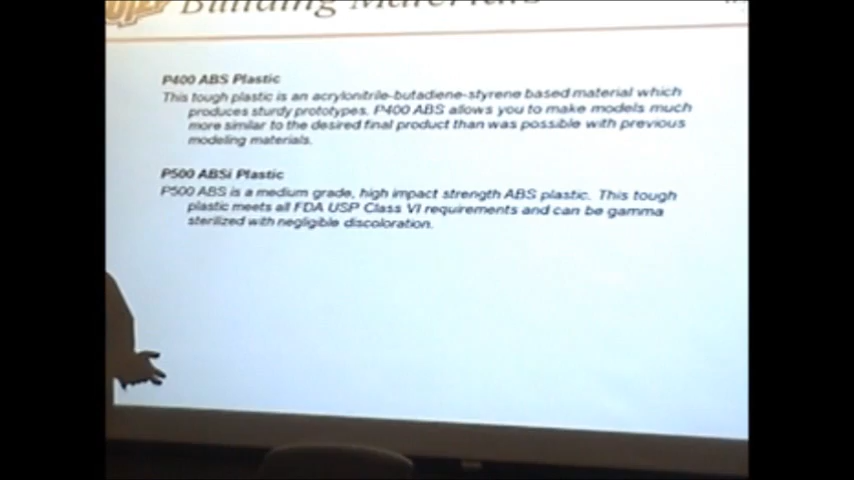 Building Materials
P400 ABS Plastic
This tough plastic is an acrylonitrile-butadiene-styrene based material which
produces sturdy prototypes. P400 ABS allows you to make models much
more similar to the desired final product than was possible with previous
modeling materials.
P500 ABSi Plastic
P500 ABS is a medium grade, high impact strength ABS plastic. This tough
plastic meets all FDA USP Class VI requirements and can be gamma
sterilized with negligible discoloration.